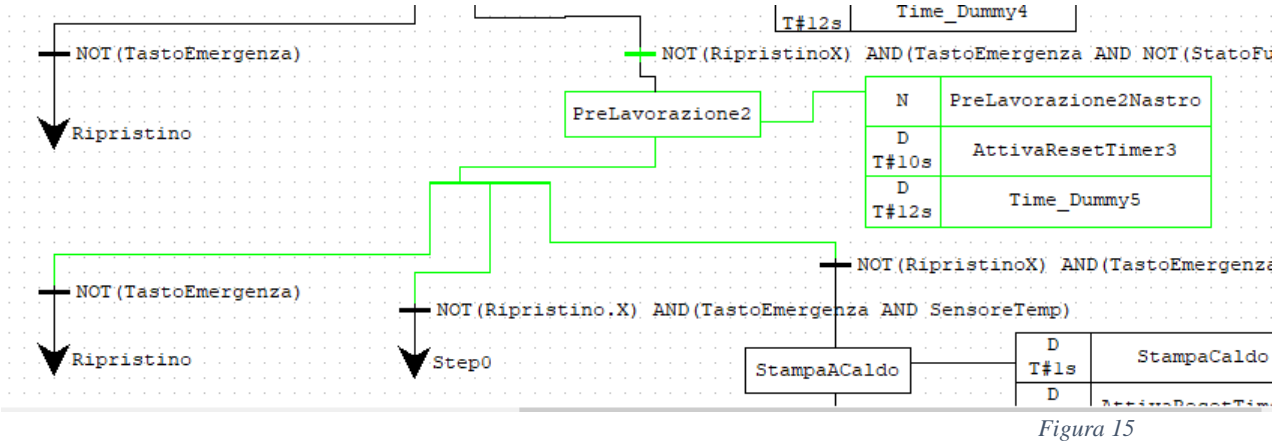 T#12s Time_Dummy4
NOT(TastoEmergenza)
NOT(RipristinoX) AND(TastoEmergenza AND NOT(StatoFu
N PreLavorazione2Nastro
PreLavorazione2
Ripristino
D
T#10s AttivaResetTimer3
D
T#12s Time_Dummy5
NOT(RipristinoX) AND(TastoEmergenza
NOT(TastoEmergenza)
NOT(Ripristino.X) AND(TastoEmergenza AND SensoreTemp)
Ripristino
Step0
StampaACaldo
D
T#1s StampaCaldo
D
AttivaResetTime
Figura 15